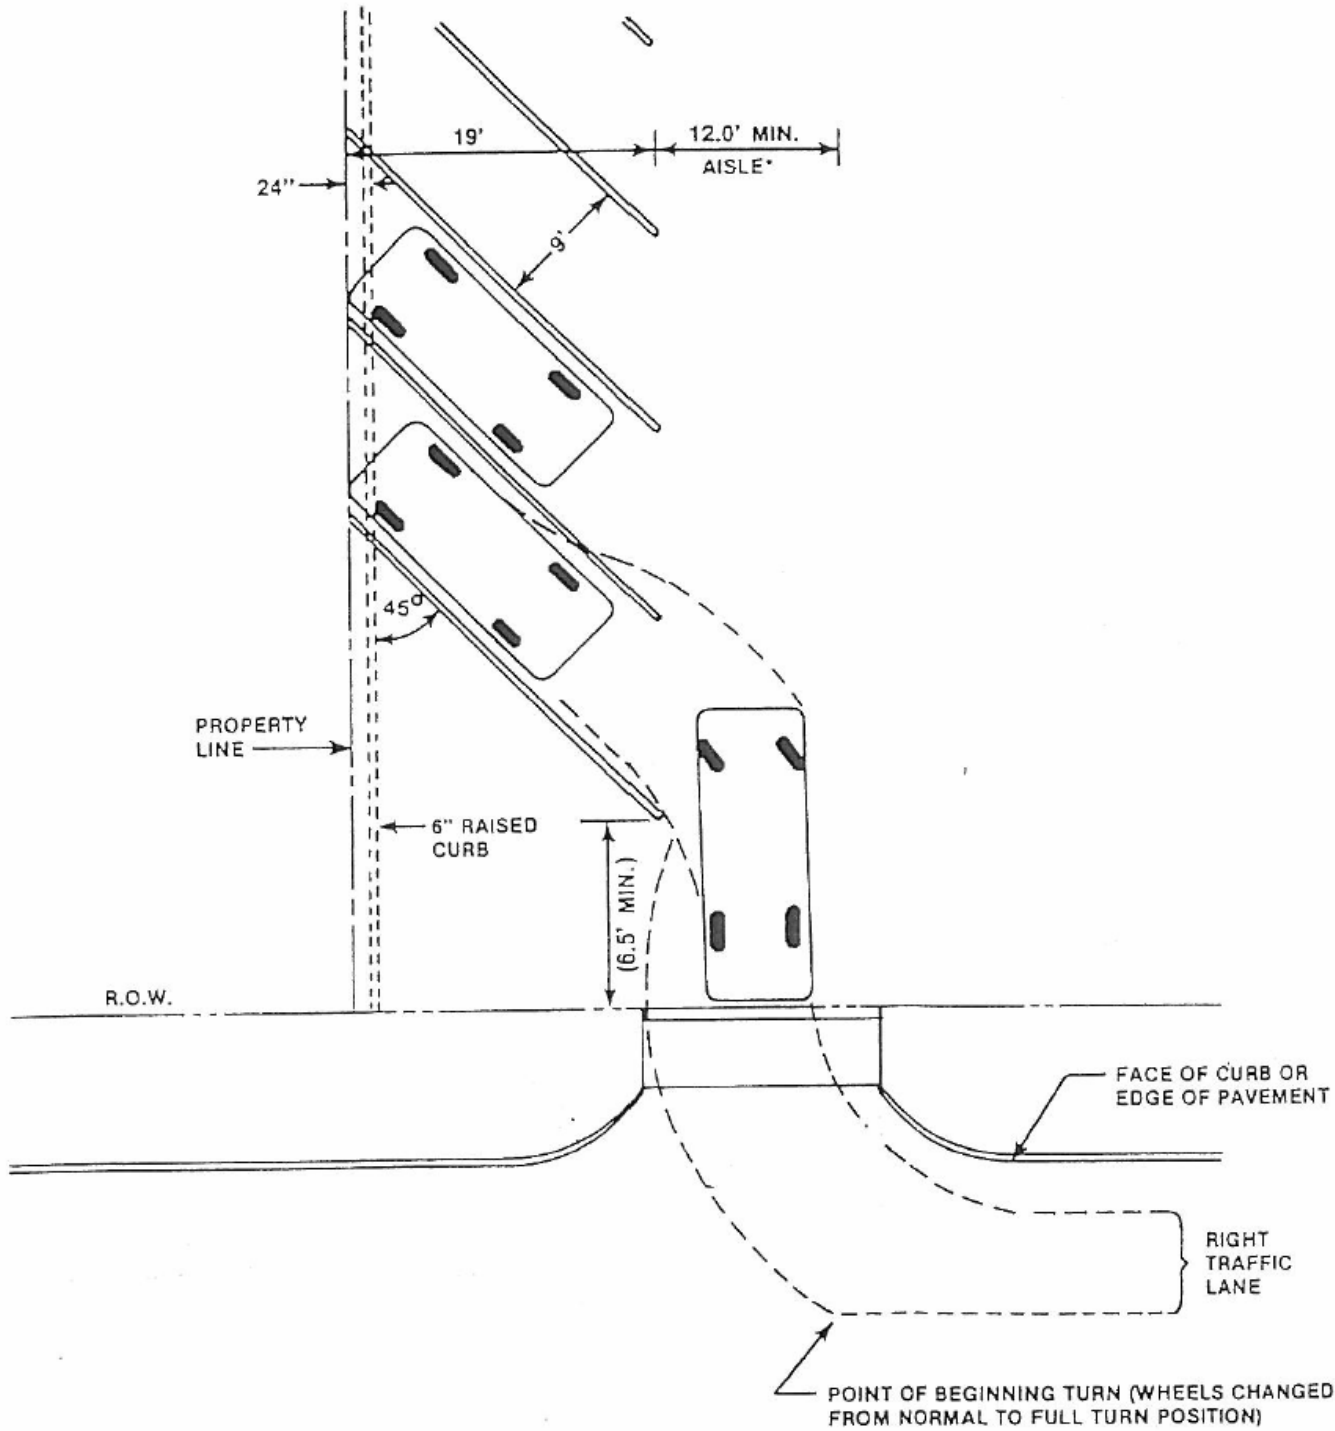 19'
12.0' MIN.
AISLE*
24"
9'
45°
PROPERTY
LINE
6" RAISED
CURB
(6.5' MIN.)
R.O.W.
FACE OF CURB OR
EDGE OF PAVEMENT
RIGHT
TRAFFIC
LANE
POINT OF BEGINNING TURN (WHEELS CHANGED
FROM NORMAL TO FULL TURN POSITION)